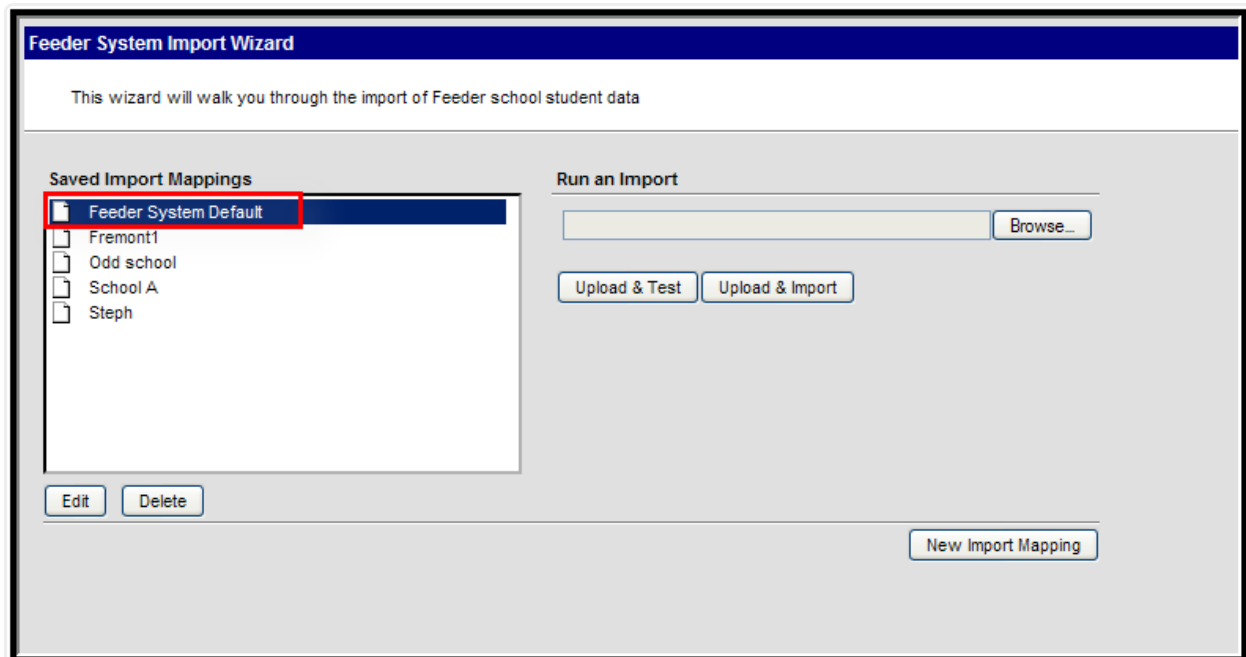 Feeder System Import Wizard
This wizard will walk you through the import of Feeder school student data
Saved Import Mappings
Feeder System Default
Fremont1
Odd school
School A
Steph
Edit
Delete
Run an Import
Browse...
Upload & Test
Upload & Import
New Import Mapping